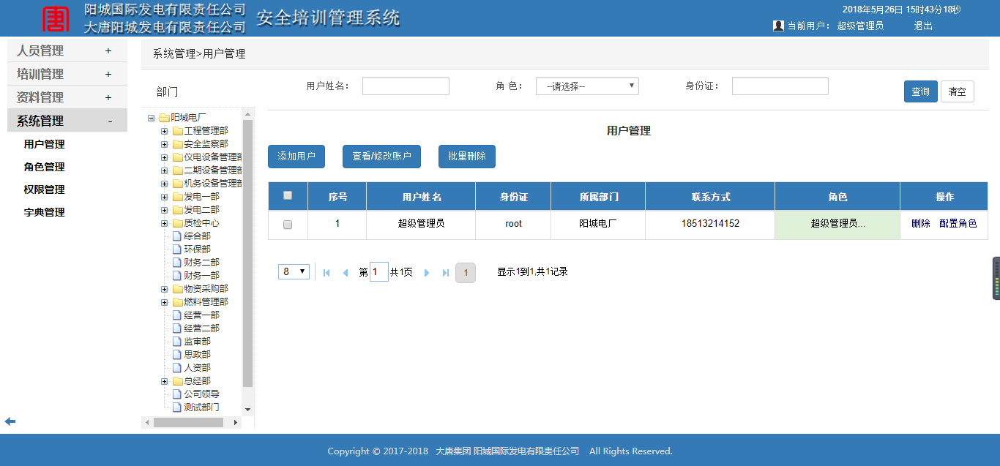 唐
阳城国际发电有限责任公司
大唐阳城发电有限责任公司
安全培训管理系统
2018年5月26日 15时43分18秒
当前用户: 超级管理员 退出
人员管理 +
培训管理 +
资料管理 +
系统管理 -
用户管理
角色管理
权限管理
字典管理
系统管理>用户管理
部门
阳城电厂
工程管理部
安全监察部
仪电设备管理部
二期设备管理部
机务设备管理部
发电一部
发电二部
质检中心
综合部
环保部
财务二部
财务一部
物资采购部
燃料管理部
经营一部
经营二部
监审部
思政部
人资部
总经部
公司领导
测试部门
用户姓名: 角 色: --请选择-- 身份证: 查询 清空
用户管理
添加用户 查看/修改账户 批量删除
序号 用户姓名 身份证 所属部门 联系方式 角色 操作
1 超级管理员 root 阳城电厂 18513214152 超级管理员... 删除 配置角色
8 第 1 共1页 1 显示1到1,共1记录
Copyright © 2017-2018 大唐集团 阳城国际发电有限责任公司 All Rights Reserved.